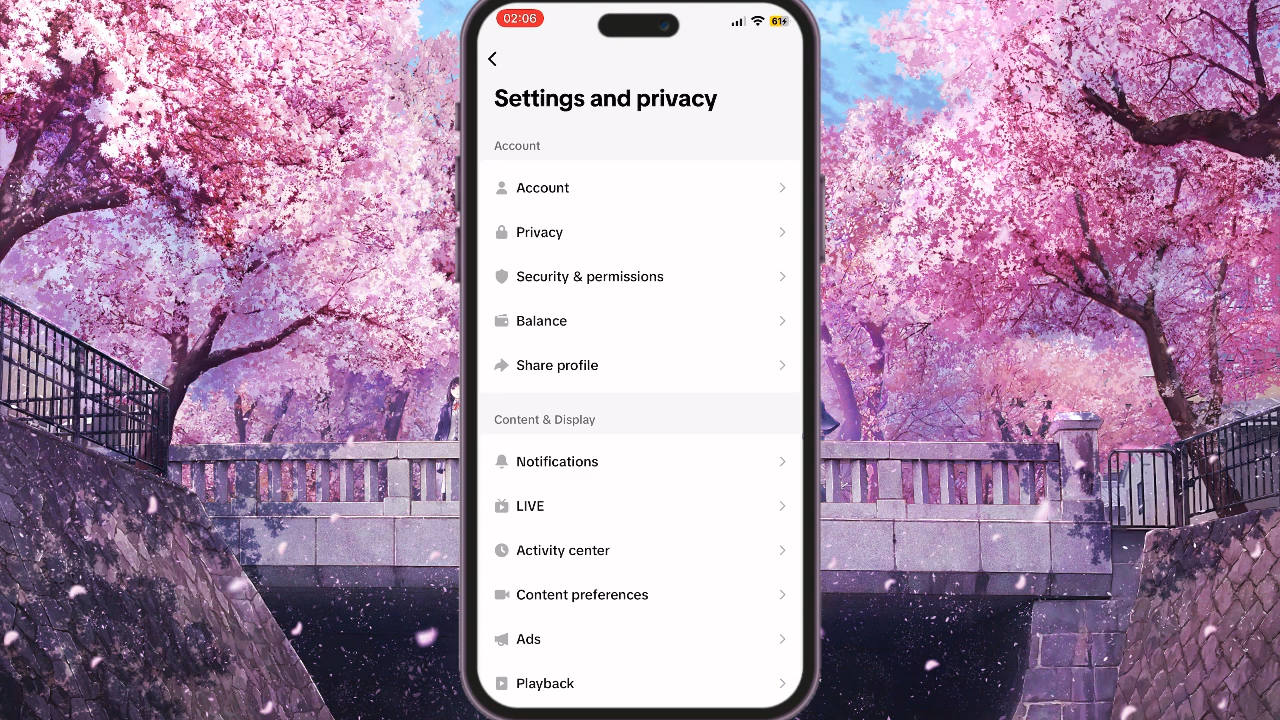 02:06
61
Settings and privacy
Account
Account
Privacy
Security & permissions
Balance
Share profile
Content & Display
Notifications
LIVE
Activity center
Content preferences
Ads
Playback